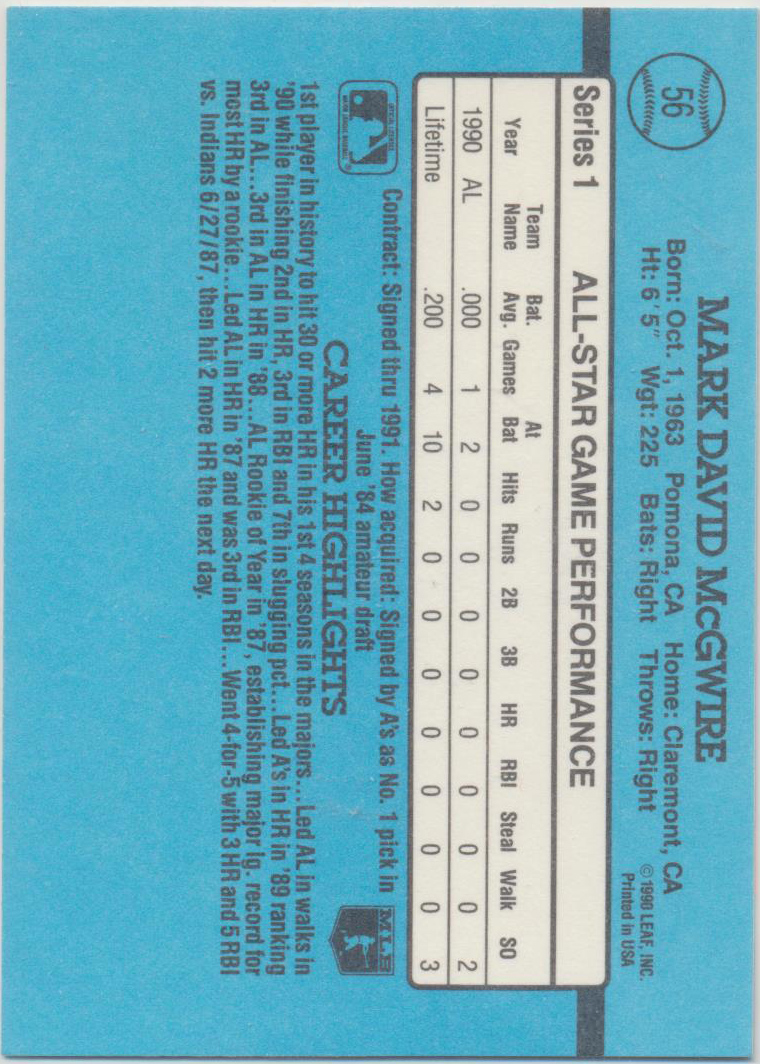 56
MARK DAVID McGWIRE
Born: Oct. 1, 1963 Pomona, CA Home: Claremont, CA
Ht: 6' 5" Wgt: 225 Bats: Right Throws: Right
©1990 LEAF, INC.
Printed in USA
Series 1 ALL-STAR GAME PERFORMANCE
Team Bat. At
Year Name Avg. Games Bat Hits Runs 2B 3B HR RBI Steal Walk SO
1990 AL .000 1 2 0 0 0 0 0 0 0 0 2
Lifetime .200 4 10 2 0 0 0 0 0 0 0 3
Contract: Signed thru 1991. How acquired: Signed by A's as No. 1 pick in
June '84 amateur draft
MLB
CAREER HIGHLIGHTS
1st player in history to hit 30 or more HR in his 1st 4 seasons in the majors...Led AL in walks in
'90 while finishing 2nd in HR, 3rd in RBI and 7th in slugging pct...Led A's in HR in '89 ranking
3rd in AL...3rd in AL in HR in '88...AL Rookie of Year in '87, establishing major lg. record for
most HR by a rookie...Led AL in HR in '87 and was 3rd in RBI...Went 4-for-5 with 3 HR and 5 RBI
vs. Indians 6/27/87, then hit 2 more HR the next day.